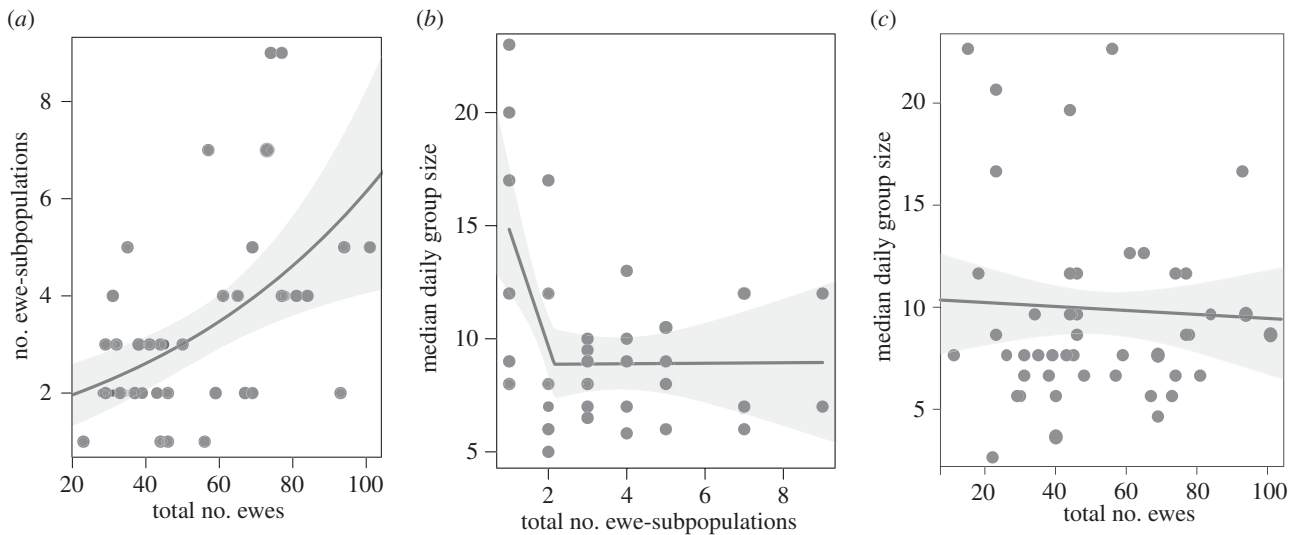 (a)
no. ewe-subpopulations
8
6
4
2
20 40 60 80 100
total no. ewes
(b)
median daily group size
20
15
10
5
2 4 6 8
total no. ewe-subpopulations
(c)
median daily group size
20
15
10
5
20 40 60 80 100
total no. ewes